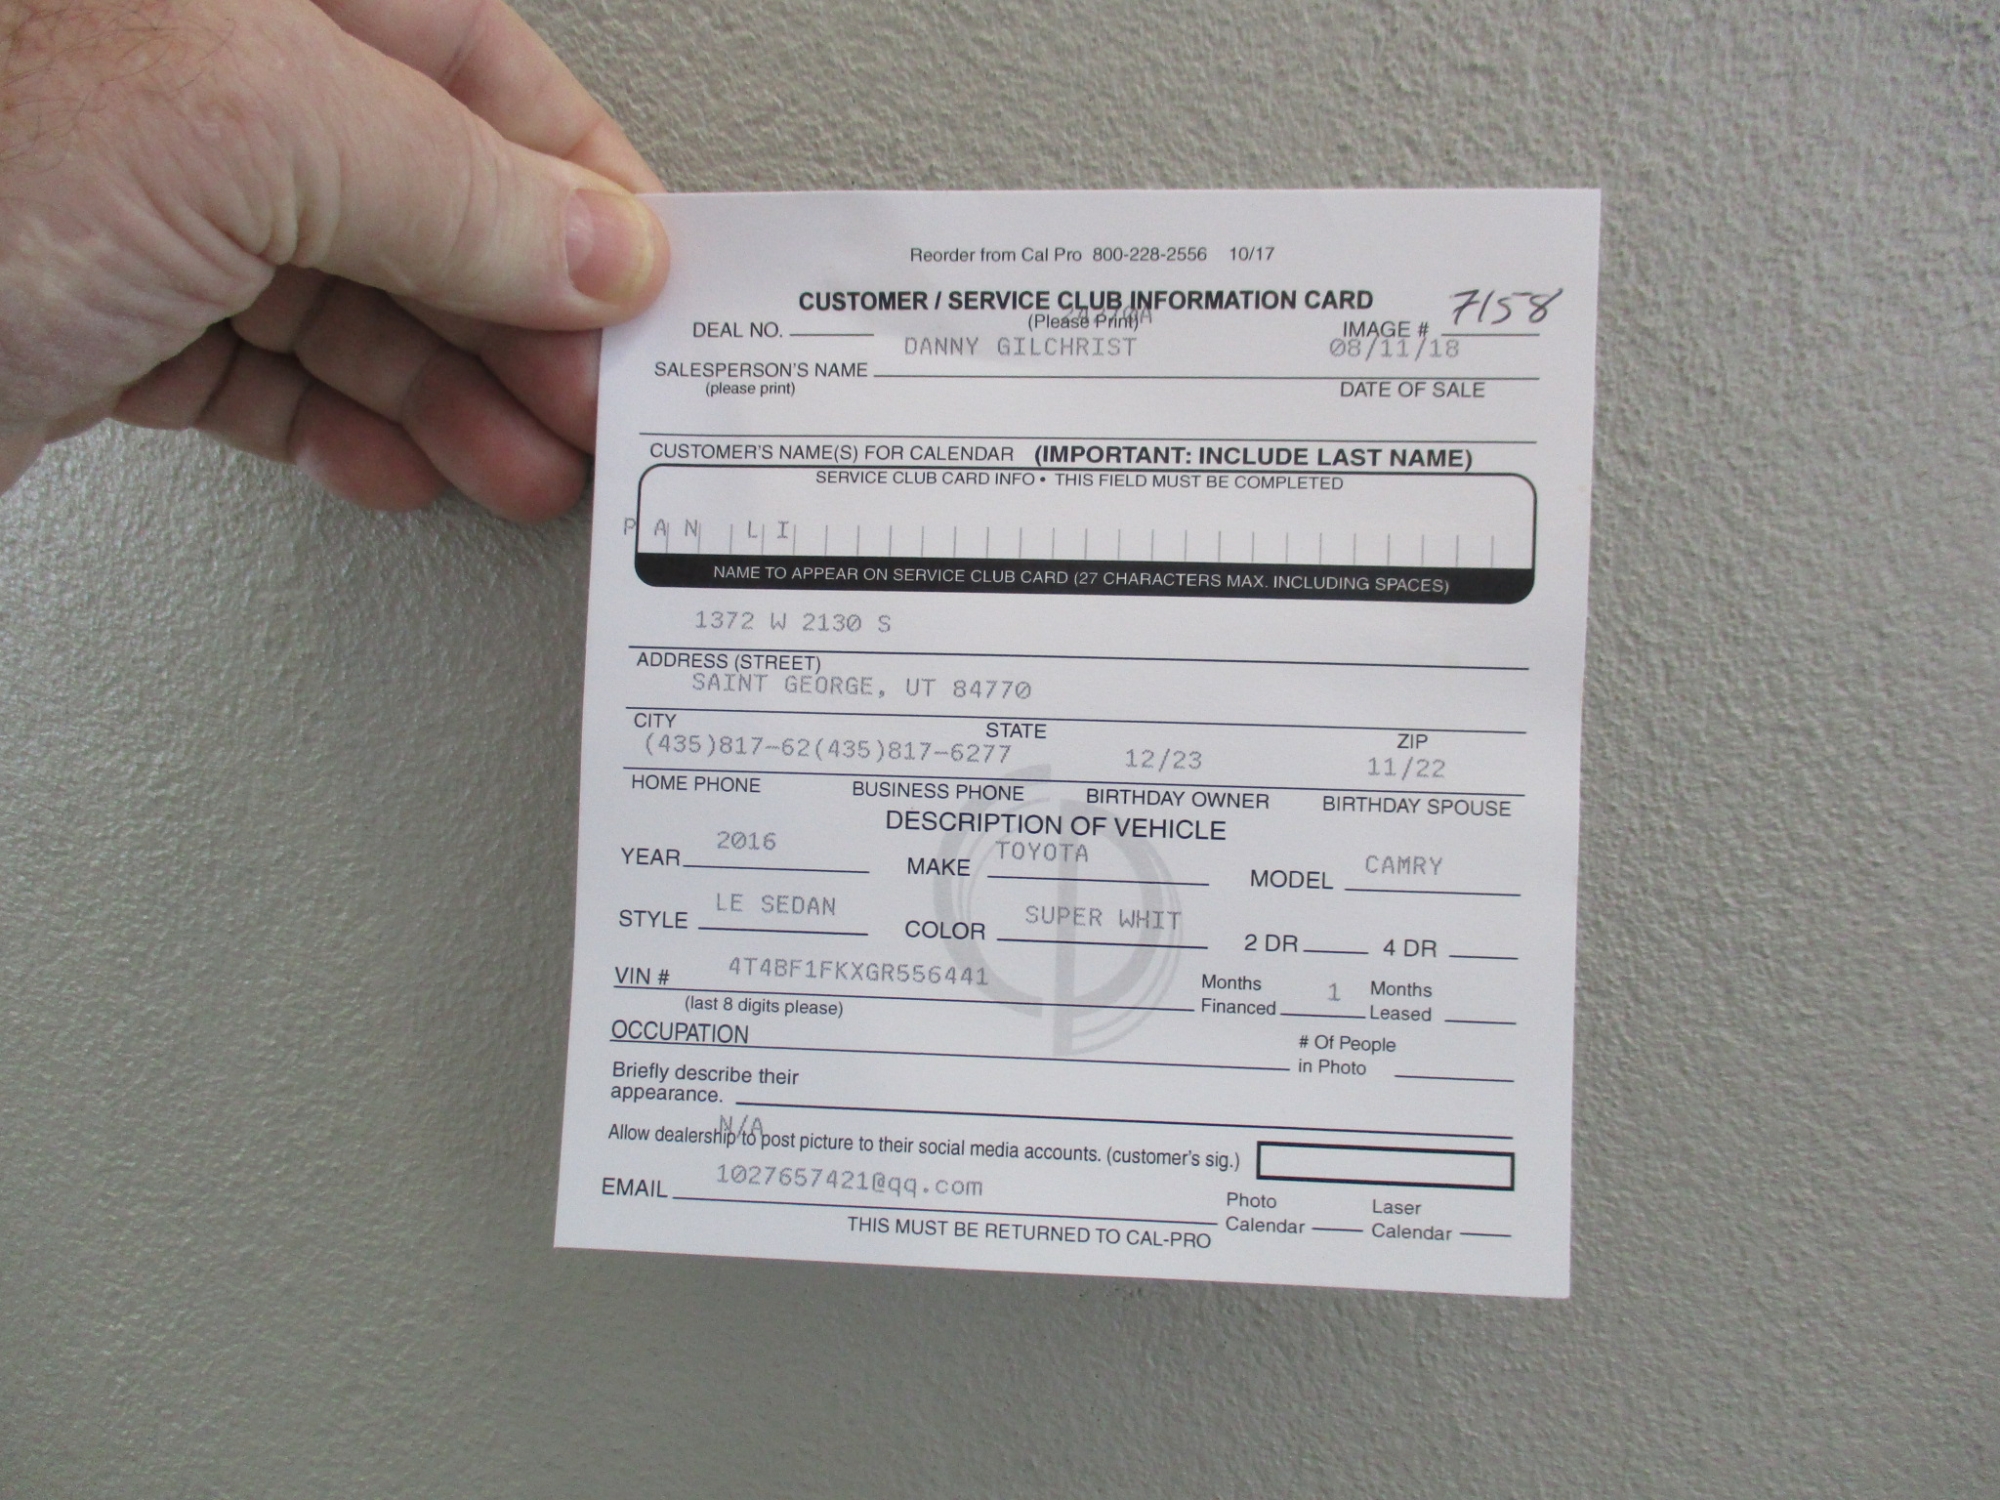 Reorder from Cal Pro 800-228-2556 10/17
CUSTOMER / SERVICE CLUB INFORMATION CARD
(Please Print)
DEAL NO. IMAGE # 7158
DANNY GILCHRIST 08/11/18
SALESPERSON'S NAME
(please print) DATE OF SALE
CUSTOMER'S NAME(S) FOR CALENDAR (IMPORTANT: INCLUDE LAST NAME)
SERVICE CLUB CARD INFO • THIS FIELD MUST BE COMPLETED
PAN LI
NAME TO APPEAR ON SERVICE CLUB CARD (27 CHARACTERS MAX. INCLUDING SPACES)
1372 W 2130 S
ADDRESS (STREET)
SAINT GEORGE, UT 84770
CITY STATE ZIP
(435)817-62(435)817-6277 12/23 11/22
HOME PHONE BUSINESS PHONE BIRTHDAY OWNER BIRTHDAY SPOUSE
DESCRIPTION OF VEHICLE
YEAR 2016 MAKE TOYOTA MODEL CAMRY
STYLE LE SEDAN COLOR SUPER WHIT 2 DR 4 DR
VIN # 4T4BF1FKXGR556441 Months Financed 1 Months Leased
(last 8 digits please)
OCCUPATION # Of People in Photo
Briefly describe their
appearance.
N/A
Allow dealership to post picture to their social media accounts. (customer's sig.)
EMAIL 1027657421@qq.com Photo Calendar Laser Calendar
THIS MUST BE RETURNED TO CAL-PRO